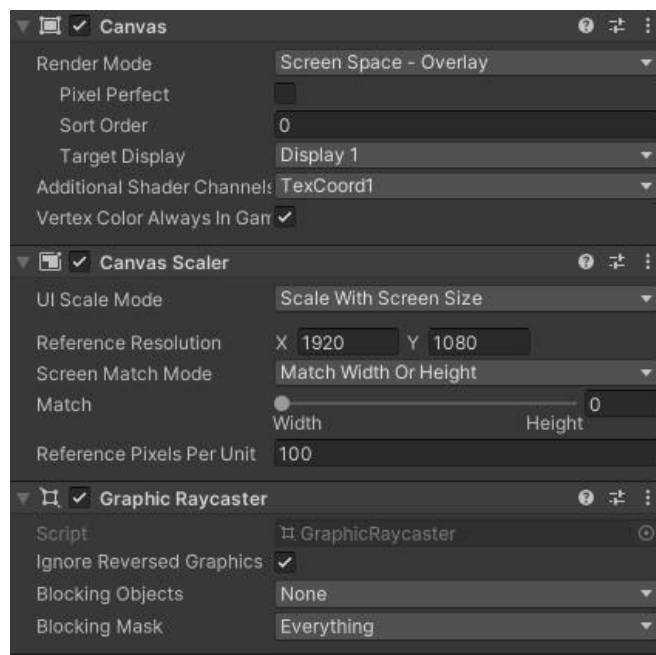 Canvas
Render Mode Screen Space - Overlay
Pixel Perfect
Sort Order 0
Target Display Display 1
Additional Shader Channels TexCoord1
Vertex Color Always In Gam
Canvas Scaler
UI Scale Mode Scale With Screen Size
Reference Resolution X 1920 Y 1080
Screen Match Mode Match Width Or Height
Match 0
Width Height
Reference Pixels Per Unit 100
Graphic Raycaster
Script GraphicRaycaster
Ignore Reversed Graphics
Blocking Objects None
Blocking Mask Everything